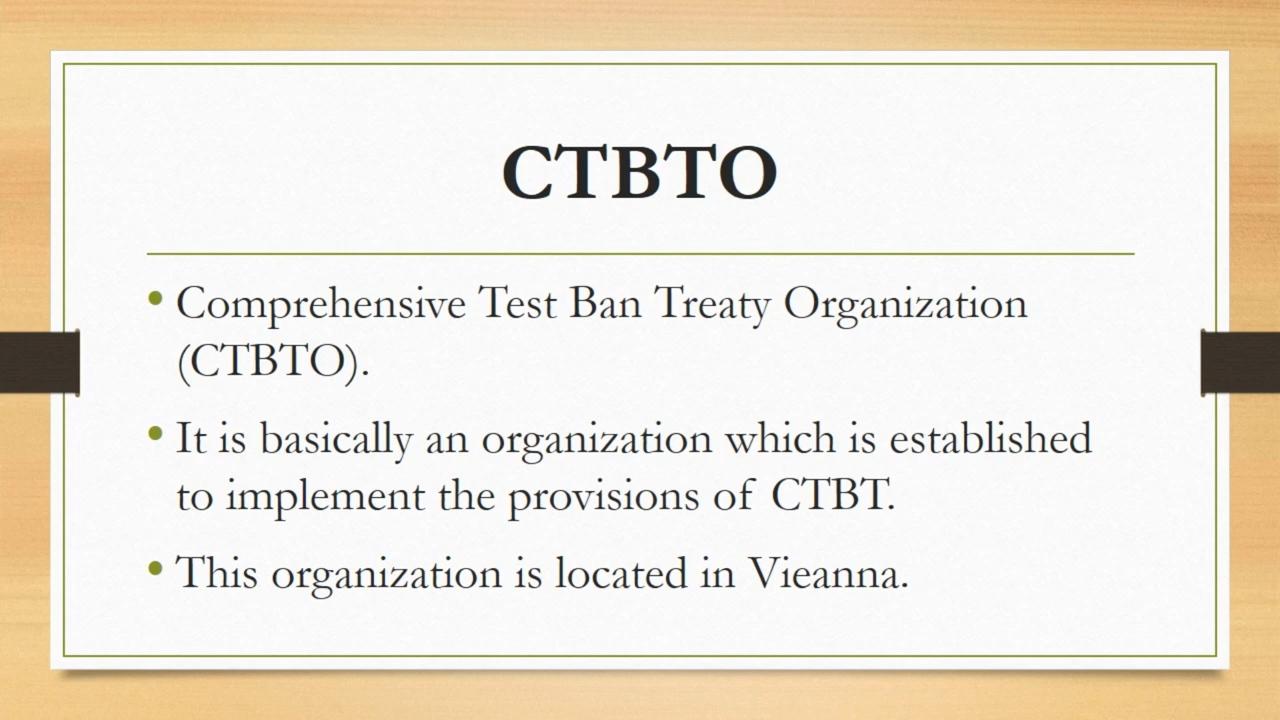 CTBTO
• Comprehensive Test Ban Treaty Organization
(CTBTO).
• It is basically an organization which is established
to implement the provisions of CTBT.
• This organization is located in Vieanna.